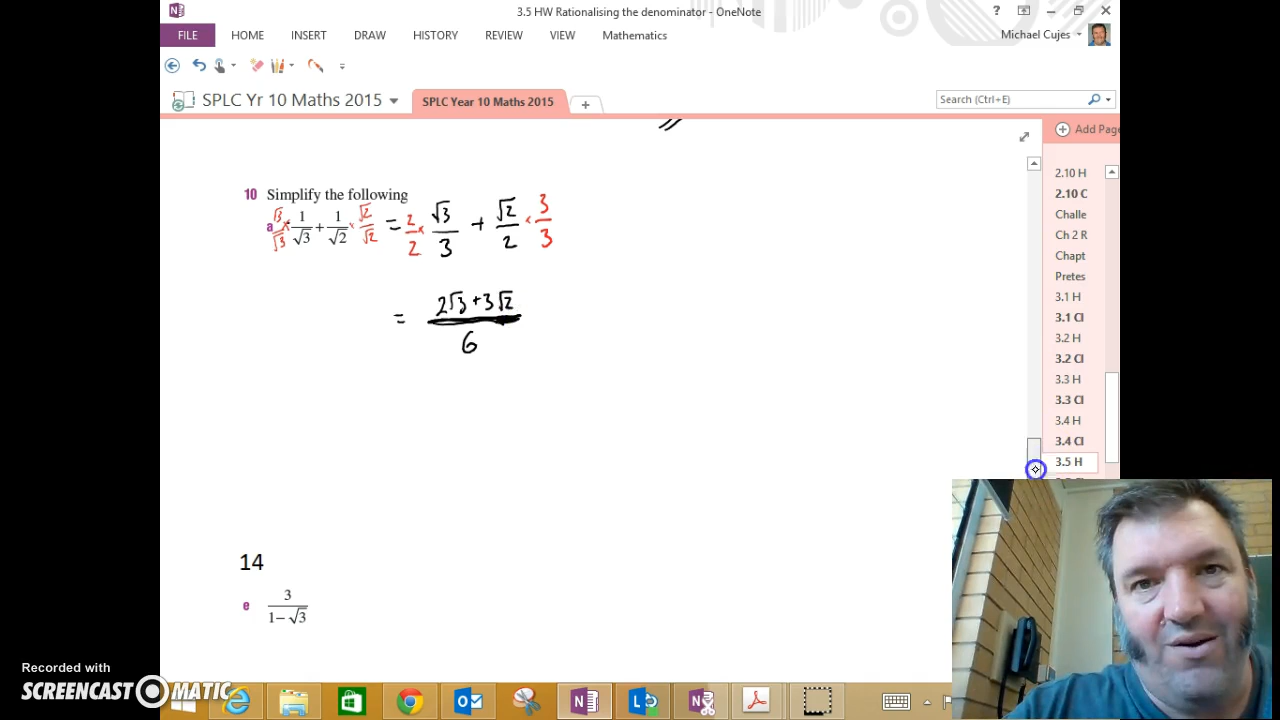 3.5 HW Rationalising the denominator - OneNote
FILE HOME INSERT DRAW HISTORY REVIEW VIEW Mathematics
Michael Cujes
SPLC Yr 10 Maths 2015
SPLC Year 10 Maths 2015
Search (Ctrl+E)
Add Page
2.10 H
2.10 C
Challe
Ch 2 R
Chapt
Pretes
3.1 H
3.1 Cl
3.2 H
3.2 Cl
3.3 H
3.3 Cl
3.4 H
3.4 Cl
3.5 H
10 Simplify the following
a √3/√3 × 1/√3 + 1/√2 × √2/√2 = 2/2 × √3/3 + √2/2 × 3/3
= (2√3+3√2)/6
14
e 3/(1−√3)
Recorded with
SCREENCAST MATIC